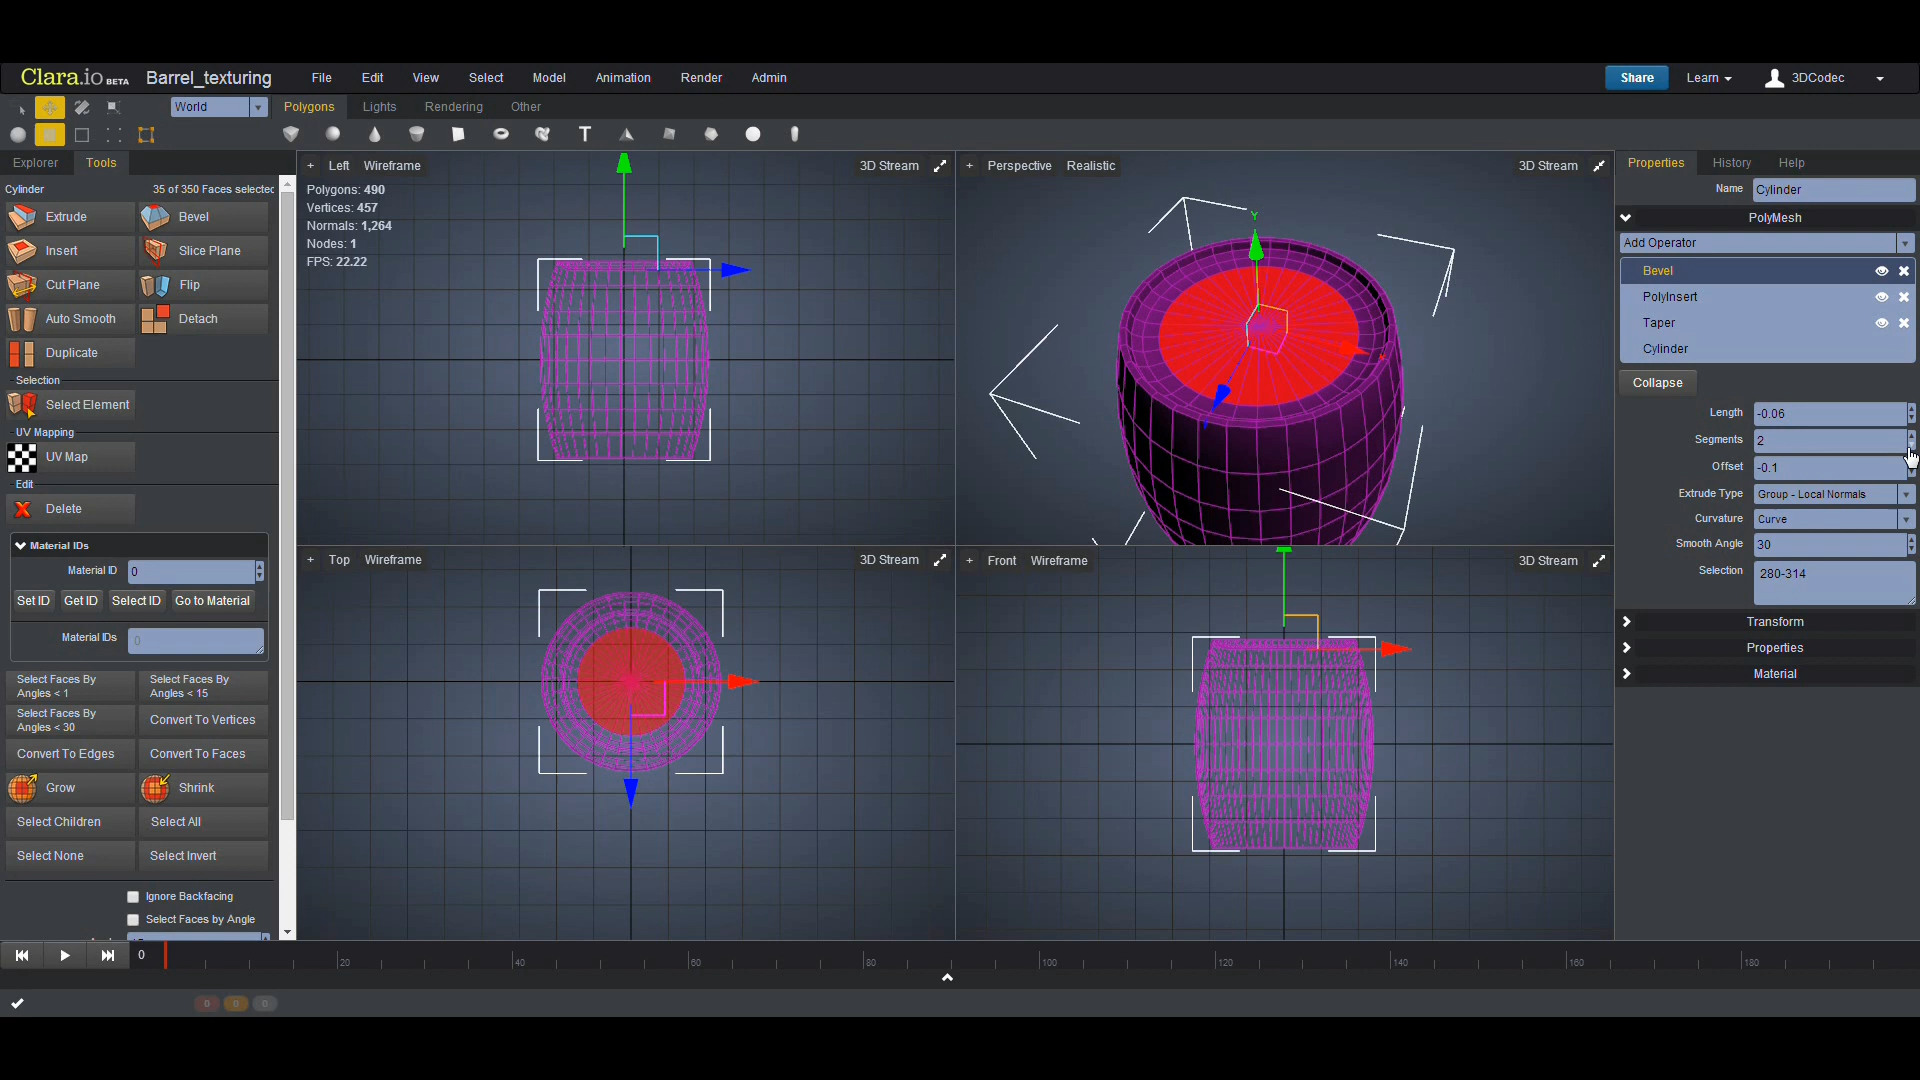 Clara.io BETA Barrel_texturing File Edit View Select Model Animation Render Admin Share Learn 3DCodec
World Polygons Lights Rendering Other
T
Explorer Tools
Cylinder 35 of 350 Faces selected
Extrude Bevel
Insert Slice Plane
Cut Plane Flip
Auto Smooth Detach
Duplicate
Selection
Select Element
UV Mapping
UV Map
Edit
Delete
Material IDs
Material ID 0
Set ID Get ID Select ID Go to Material
Material IDs 0
Select Faces By Angles < 1 Select Faces By Angles < 15
Select Faces By Angles < 30 Convert To Vertices
Convert To Edges Convert To Faces
Grow Shrink
Select Children Select All
Select None Select Invert
Ignore Backfacing
Select Faces by Angle
+ Left Wireframe 3D Stream
Polygons: 490
Vertices: 457
Normals: 1,264
Nodes: 1
FPS: 22.22
+ Perspective Realistic 3D Stream
Y
X
+ Top Wireframe 3D Stream
+ Front Wireframe 3D Stream
Properties History Help
Name Cylinder
PolyMesh
Add Operator
Bevel
PolyInsert
Taper
Cylinder
Collapse
Length -0.06
Segments 2
Offset -0.1
Extrude Type Group - Local Normals
Curvature Curve
Smooth Angle 30
Selection 280-314
Transform
Properties
Material
0 20 40 60 80 100 120 140 160 180
0 0 0